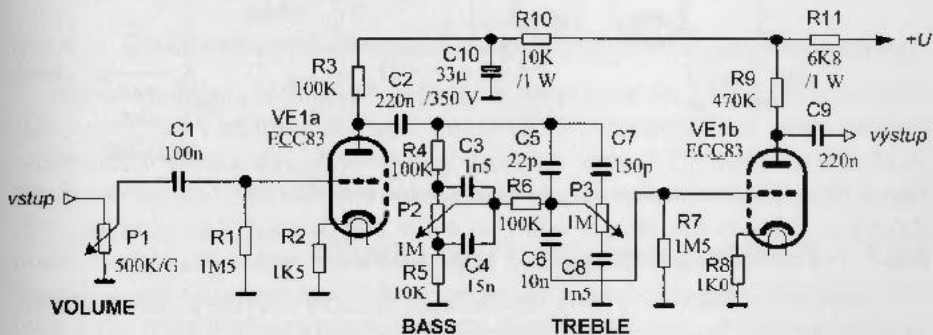 R10
R11
+U
10K
/1 W
6K8
/1 W
R3
100K
C10
33µ
/350 V
C2
220n
R9
470K
VE1a
ECC83
VE1b
ECC83
C9
220n
výstup
C1
100n
R4
100K
C3
1n5
C5
22p
C7
150p
vstup
P1
500K/G
R1
1M5
R2
1K5
P2
1M
R6
100K
P3
1M
R7
1M5
R5
10K
C4
15n
C6
10n
C8
1n5
R8
1K0
VOLUME
BASS
TREBLE